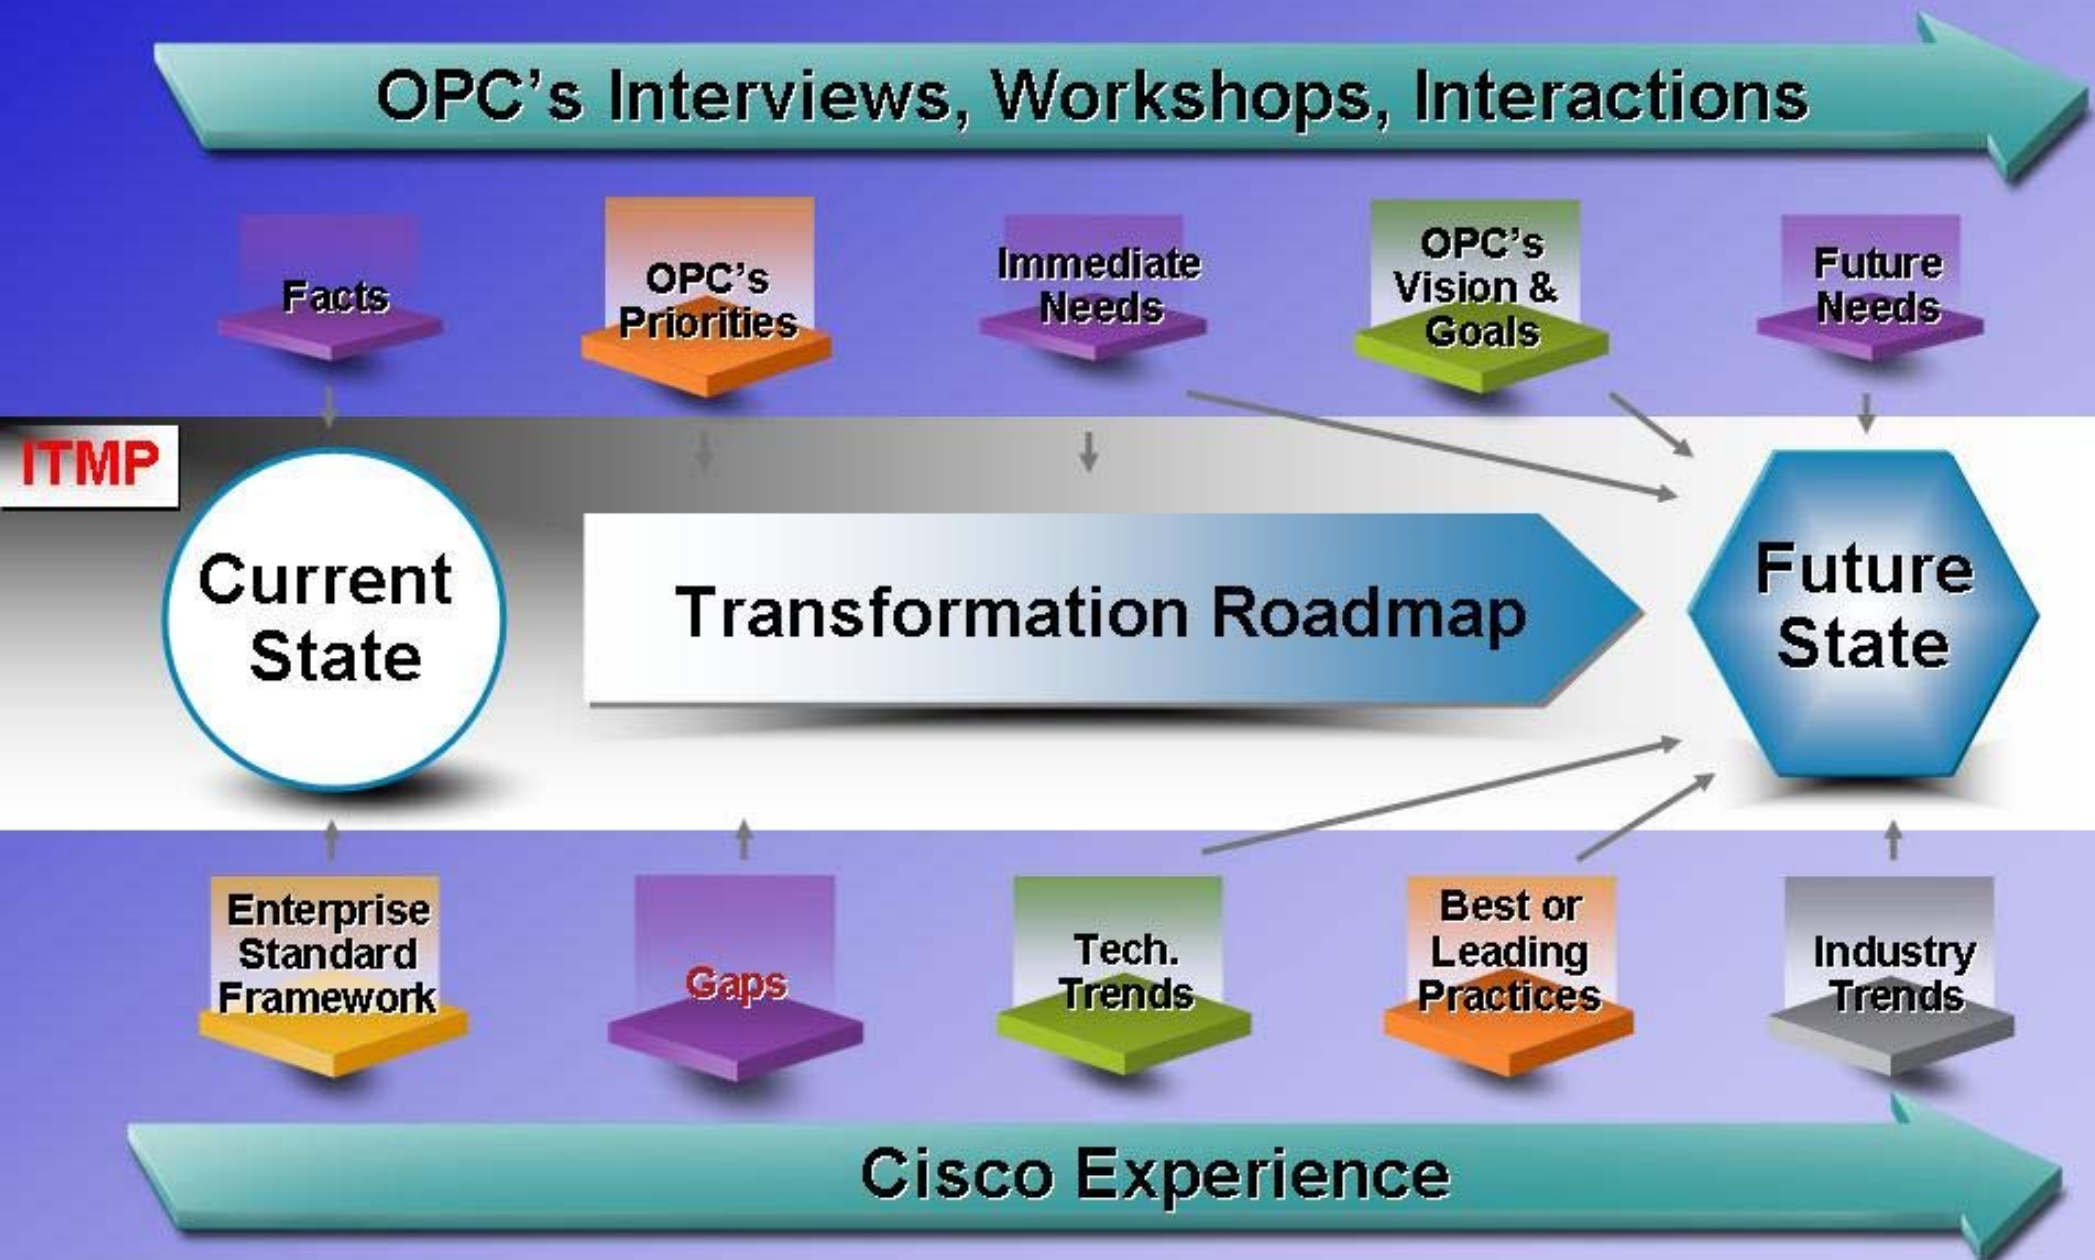 OPC's Interviews, Workshops, Interactions
Facts
OPC's
Priorities
Immediate
Needs
OPC's
Vision &
Goals
Future
Needs
ITMP
Current
State
Transformation Roadmap
Future
State
Enterprise
Standard
Framework
Gaps
Tech.
Trends
Best or
Leading
Practices
Industry
Trends
Cisco Experience